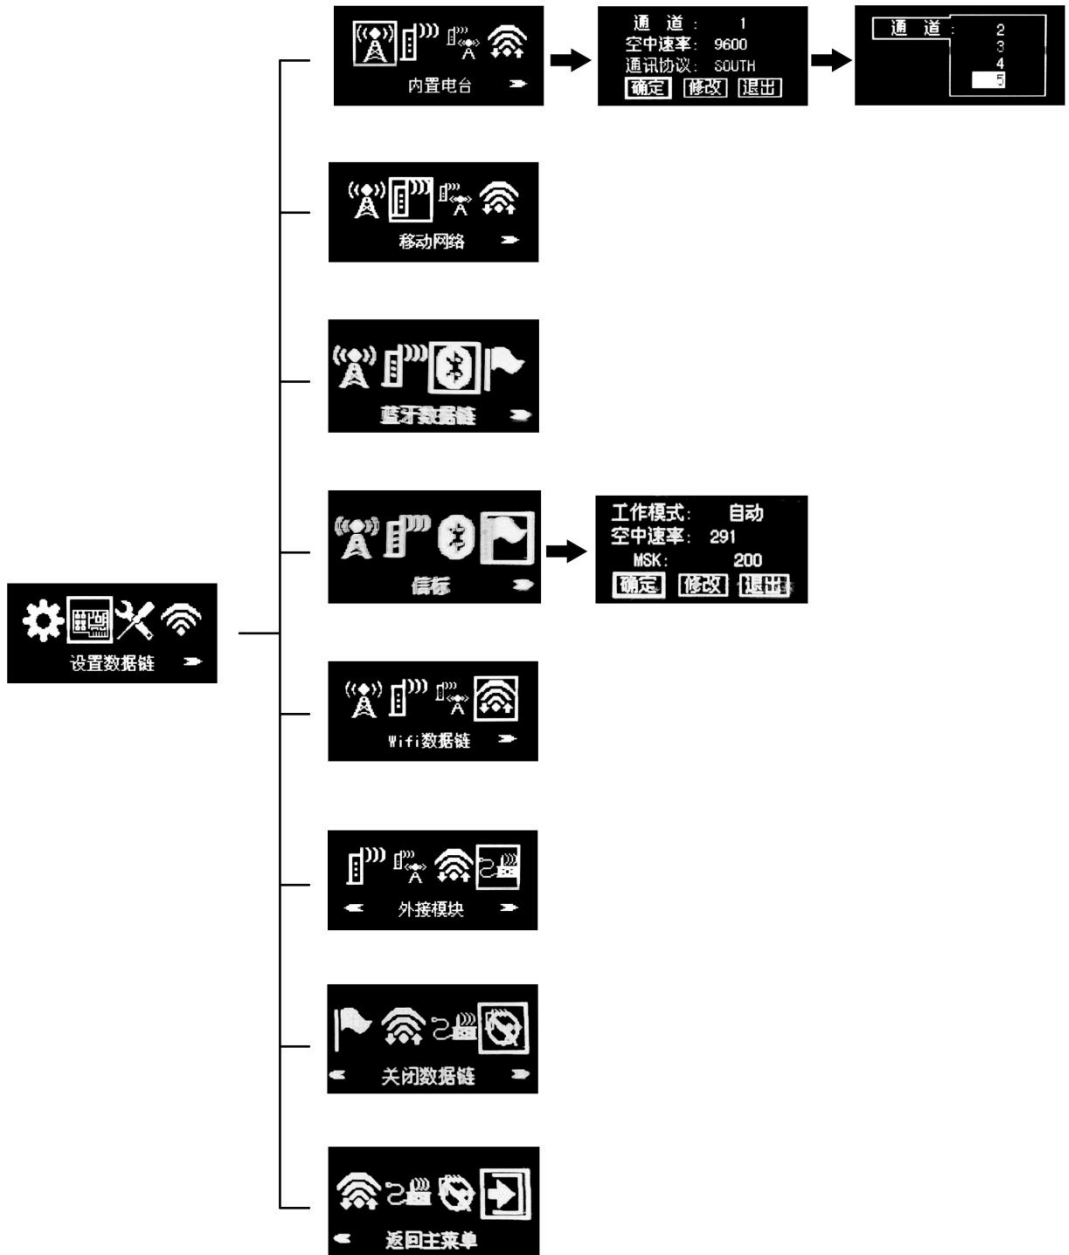 内置电台
通 道 : 1
空中速率: 9600
通讯协议: SOUTH
确定 修改 退出
通 道 :
2
3
4
5
移动网络
蓝牙数据链
信标
工作模式: 自动
空中速率: 291
MSK: 200
确定 修改 退出
设置数据链
Wifi数据链
外接模块
关闭数据链
返回主菜单